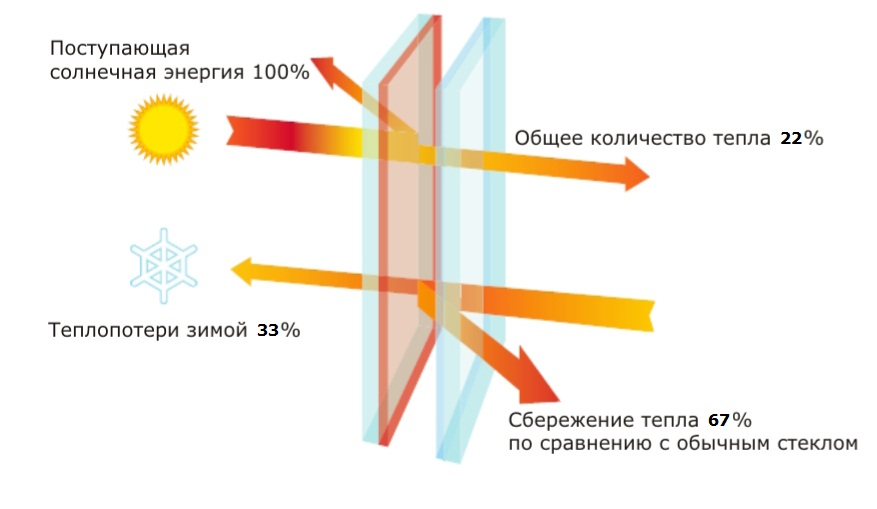 Поступающая
солнечная энергия 100%
Общее количество тепла 22%
Теплопотери зимой 33%
Сбережение тепла 67%
по сравнению с обычным стеклом